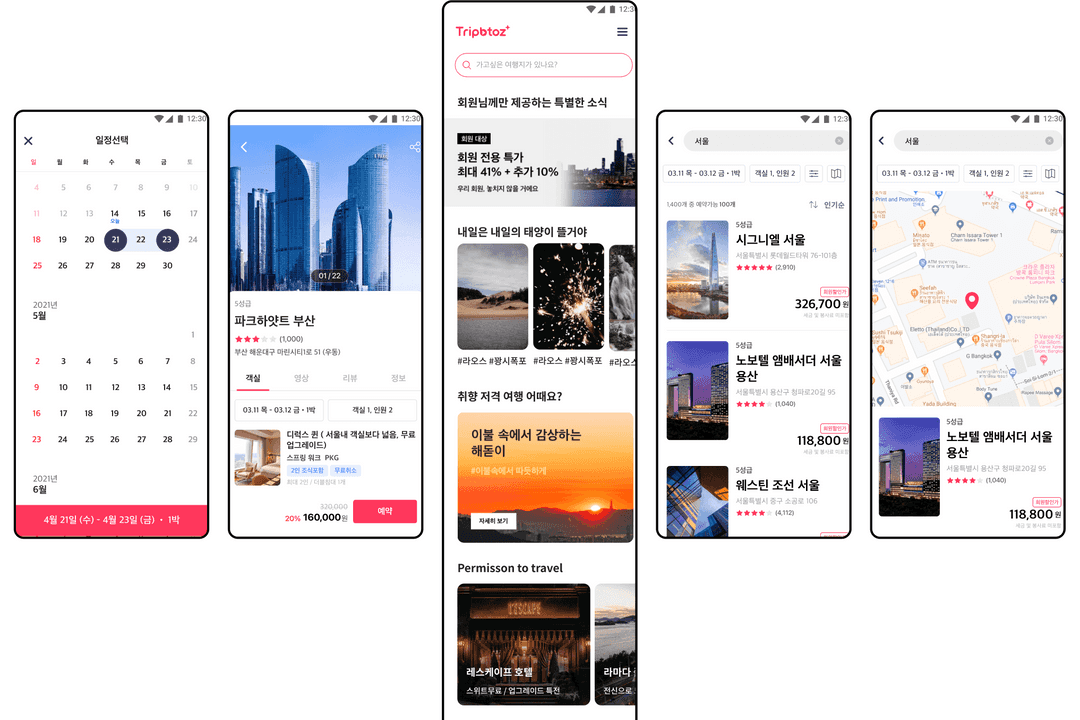 12:30
일정선택
일 월 화 수 목 금 토
4 5 6 7 8 9 10
11 12 13 14 15 16 17
오늘
18 19 20 21 22 23 24
25 26 27 28 29 30
2021년
5월
1
2 3 4 5 6 7 8
9 10 11 12 13 14 15
16 17 18 19 20 21 22
23 24 25 26 27 28 29
2021년
6월
4월 21일 (수) - 4월 23일 (금) • 1박
12:30
01 / 22
5성급
파크하얏트 부산
(1,000)
부산 해운대구 마린시티1로 51 (우동)
객실 영상 리뷰 정보
03.11 목 - 03.12 금 • 1박
객실 1, 인원 2
디럭스 퀸 ( 서울내 객실보다 넓음, 무료
업그레이드)
스프링 워크 PKG
2인 조식포함 무료취소
최대 2인 / 더블침대 1개
320,000
20% 160,000원
예약
12:3
Tripbtoz+
가고싶은 여행지가 있나요?
회원님께만 제공하는 특별한 소식
회원 대상
회원 전용 특가
최대 41% + 추가 10%
우리 회원, 놓치지 않을 거에요
내일은 내일의 태양이 뜰거야
#라오스 #꽝시폭포
#라오스 #꽝시폭포
#라오스
취향 저격 여행 어때요?
이불 속에서 감상하는
해돋이
#이불속에서 따뜻하게
자세히 보기
Permisson to travel
L'ESCAPE
레스케이프 호텔
스위트무료 / 업그레이드 특전
라마다
전신으로
12:30
서울
03.11 목 - 03.12 금 • 1박
객실 1, 인원 2
1,400개 중 예약가능 100개
인기순
5성급
시그니엘 서울
서울특별시 롯데월드타워 76-101층
(2,910)
회원할인가
326,700원
세금 및 봉사료 미포함
5성급
노보텔 앰배서더 서울
용산
서울특별시 용산구 청파로20길 95
(1,040)
회원할인가
118,800원
세금 및 봉사료 미포함
5성급
웨스틴 조선 서울
서울특별시 중구 소공로 106
(4,112)
12:30
서울
03.11 목 - 03.12 금 • 1박
객실 1, 인원 2
Print and Promotion,
Cham Issara Tower 1
Cham Issara Tower 1
Minato
Seefah
Eletto (Thailand)Co., LTD
G Bangkok
Yada Building
5성급
노보텔 앰배서더 서울
용산
서울특별시 용산구 청파로20길 95
(1,040)
회원할인가
118,800원
세금 및 봉사료 미포함